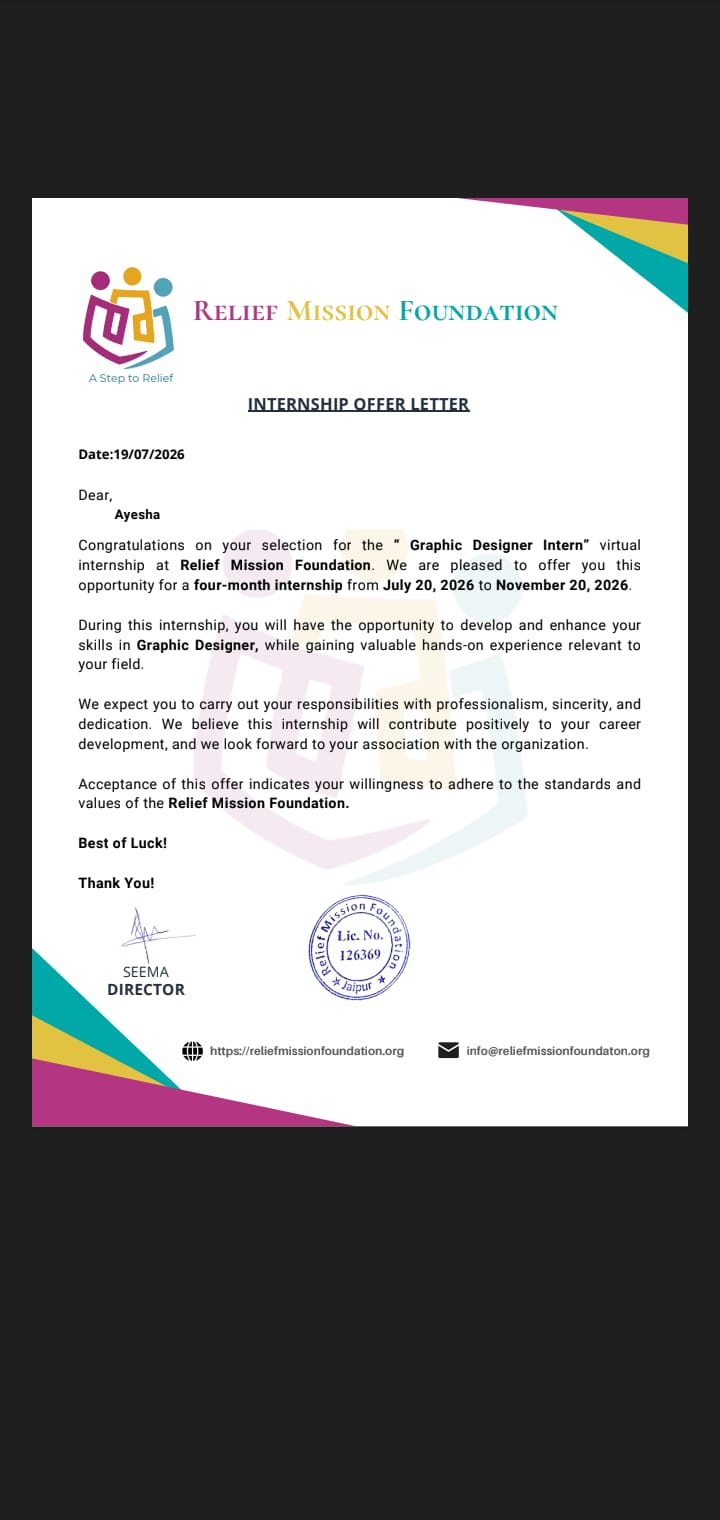 RELIEF MISSION FOUNDATION
A Step to Relief
INTERNSHIP OFFER LETTER
Date:19/07/2026
Dear,
Ayesha
Congratulations on your selection for the “ Graphic Designer Intern” virtual
internship at Relief Mission Foundation. We are pleased to offer you this
opportunity for a four-month internship from July 20, 2026 to November 20, 2026.
During this internship, you will have the opportunity to develop and enhance your
skills in Graphic Designer, while gaining valuable hands-on experience relevant to
your field.
We expect you to carry out your responsibilities with professionalism, sincerity, and
dedication. We believe this internship will contribute positively to your career
development, and we look forward to your association with the organization.
Acceptance of this offer indicates your willingness to adhere to the standards and
values of the Relief Mission Foundation.
Best of Luck!
Thank You!
SEEMA
DIRECTOR
Relief Mission Foundation
Lic. No.
126369
Jaipur
https://reliefmissionfoundation.org
info@reliefmissionfoundaton.org